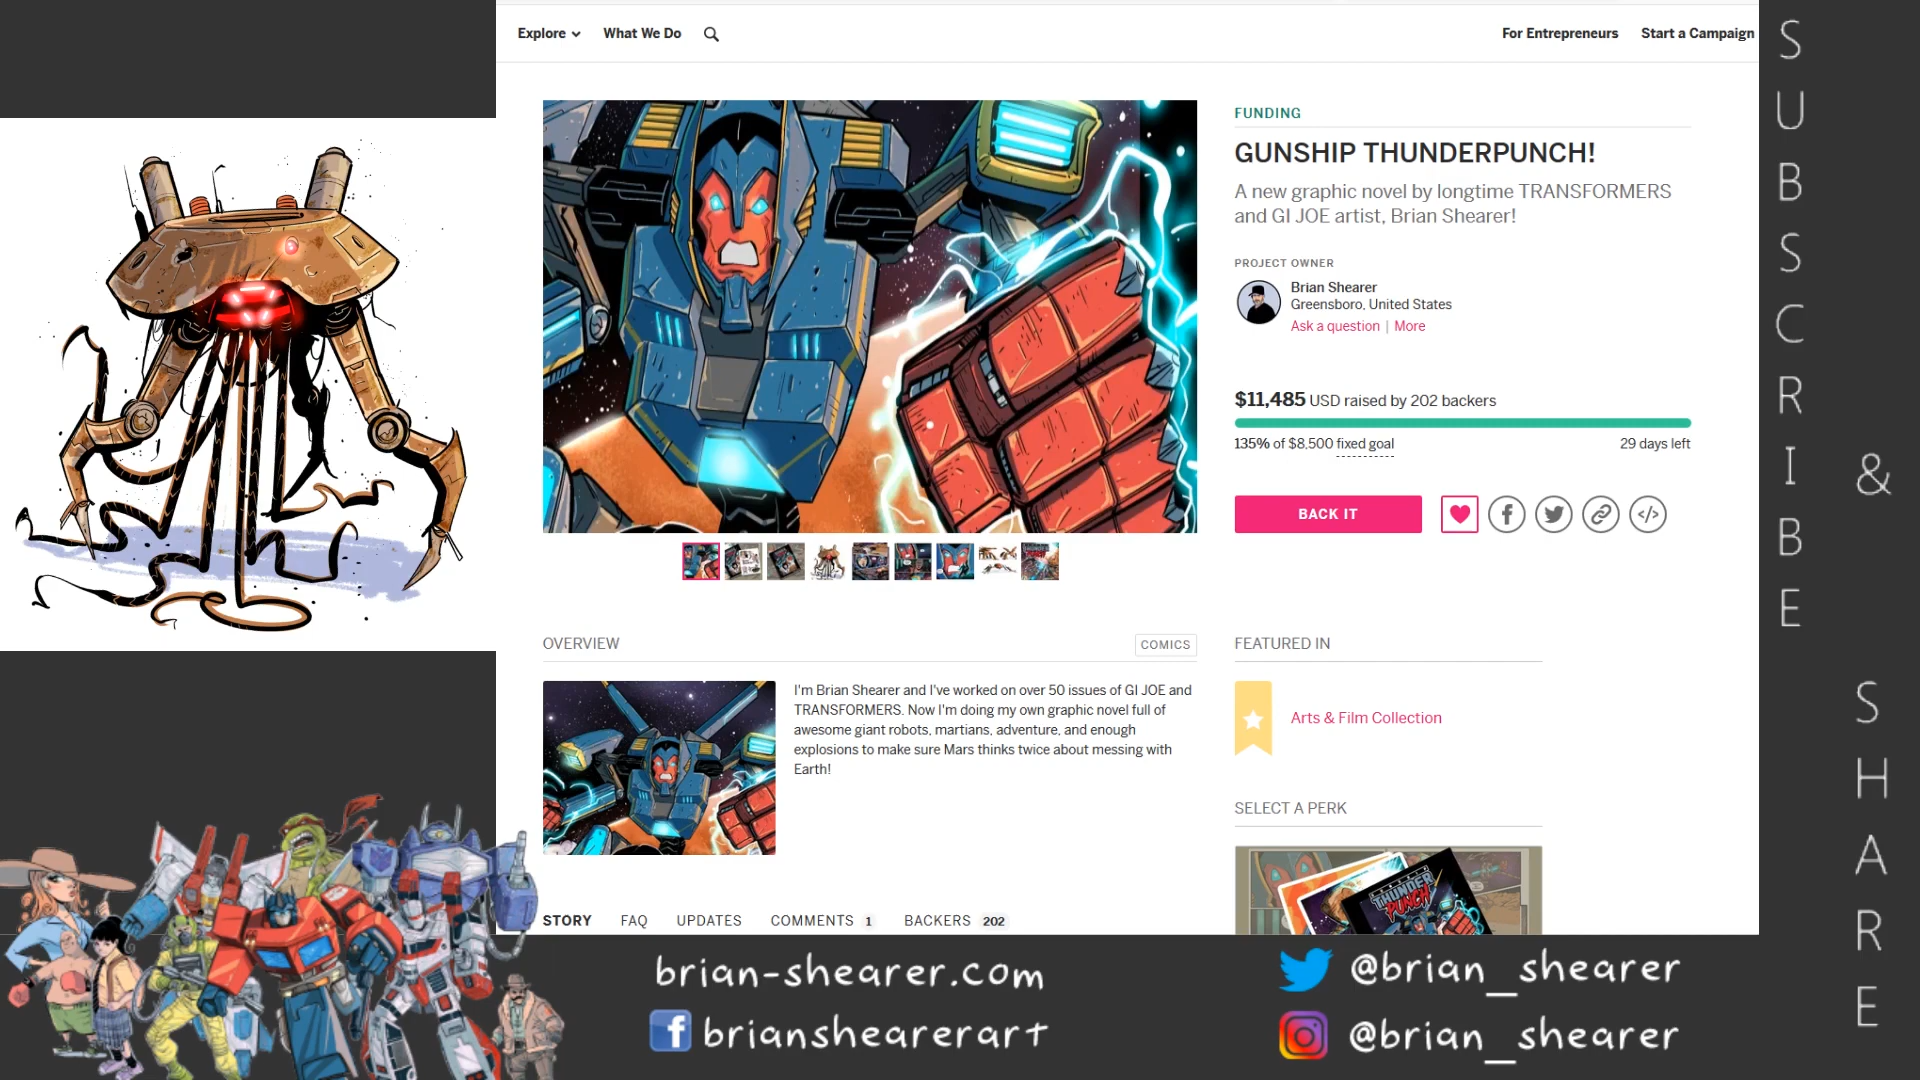 Explore
What We Do
For Entrepreneurs
Start a Campaign
FUNDING
GUNSHIP THUNDERPUNCH!
A new graphic novel by longtime TRANSFORMERS
and GI JOE artist, Brian Shearer!
PROJECT OWNER
Brian Shearer
Greensboro, United States
Ask a question | More
$11,485 USD raised by 202 backers
135% of $8,500 fixed goal
29 days left
BACK IT
OVERVIEW
COMICS
I'm Brian Shearer and I've worked on over 50 issues of GI JOE and
TRANSFORMERS. Now I'm doing my own graphic novel full of
awesome giant robots, martians, adventure, and enough
explosions to make sure Mars thinks twice about messing with
Earth!
FEATURED IN
Arts & Film Collection
SELECT A PERK
THUNDER
PUNCH
STORY
FAQ
UPDATES
COMMENTS 1
BACKERS 202
brian-shearer.com
brianshearerart
@brian_shearer
@brian_shearer
SUBSCRIBE
& SHARE